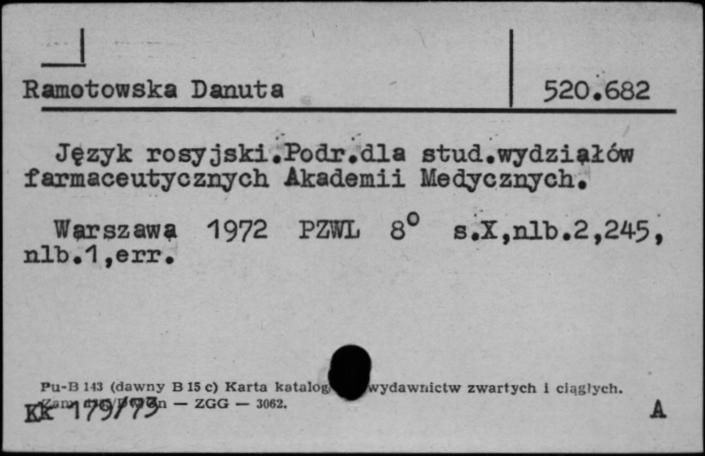 Ramotowska Danuta 520.682
Język rosyjski.Podr.dla stud.wydziałów
farmaceutycznych Akademii Medycznych.
Warszawa 1972 PZWL 8° s.X,nlb.2,245,
nlb.1,err.
Pu-B 143 (dawny B 15 c) Karta katalog wydawnictw zwartych i ciągłych.
— ZGG — 3062.
KK 179/73 A